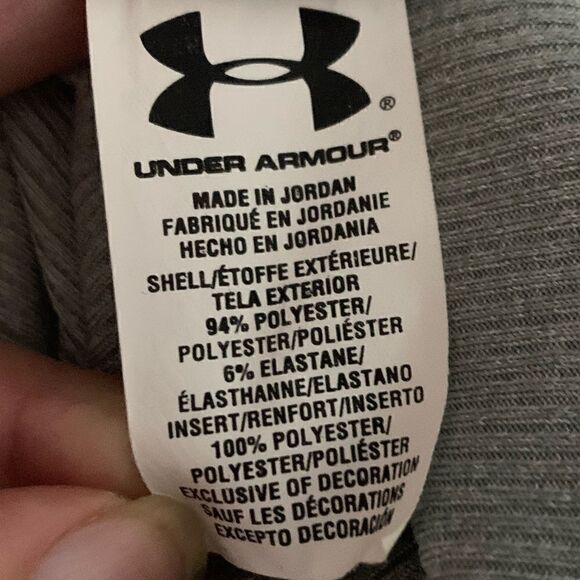 ®
UNDER ARMOUR®
MADE IN JORDAN
FABRIQUÉ EN JORDANIE
HECHO EN JORDANIA
SHELL/ÉTOFFE EXTÉRIEURE/
TELA EXTERIOR
94% POLYESTER/
POLYESTER/POLIÉSTER
6% ELASTANE/
ÉLASTHANNE/ELASTANO
INSERT/RENFORT/INSERTO
100% POLYESTER/
POLYESTER/POLIÉSTER
EXCLUSIVE OF DECORATION
SAUF LES DÉCORATIONS
EXCEPTO DECORACIÓN